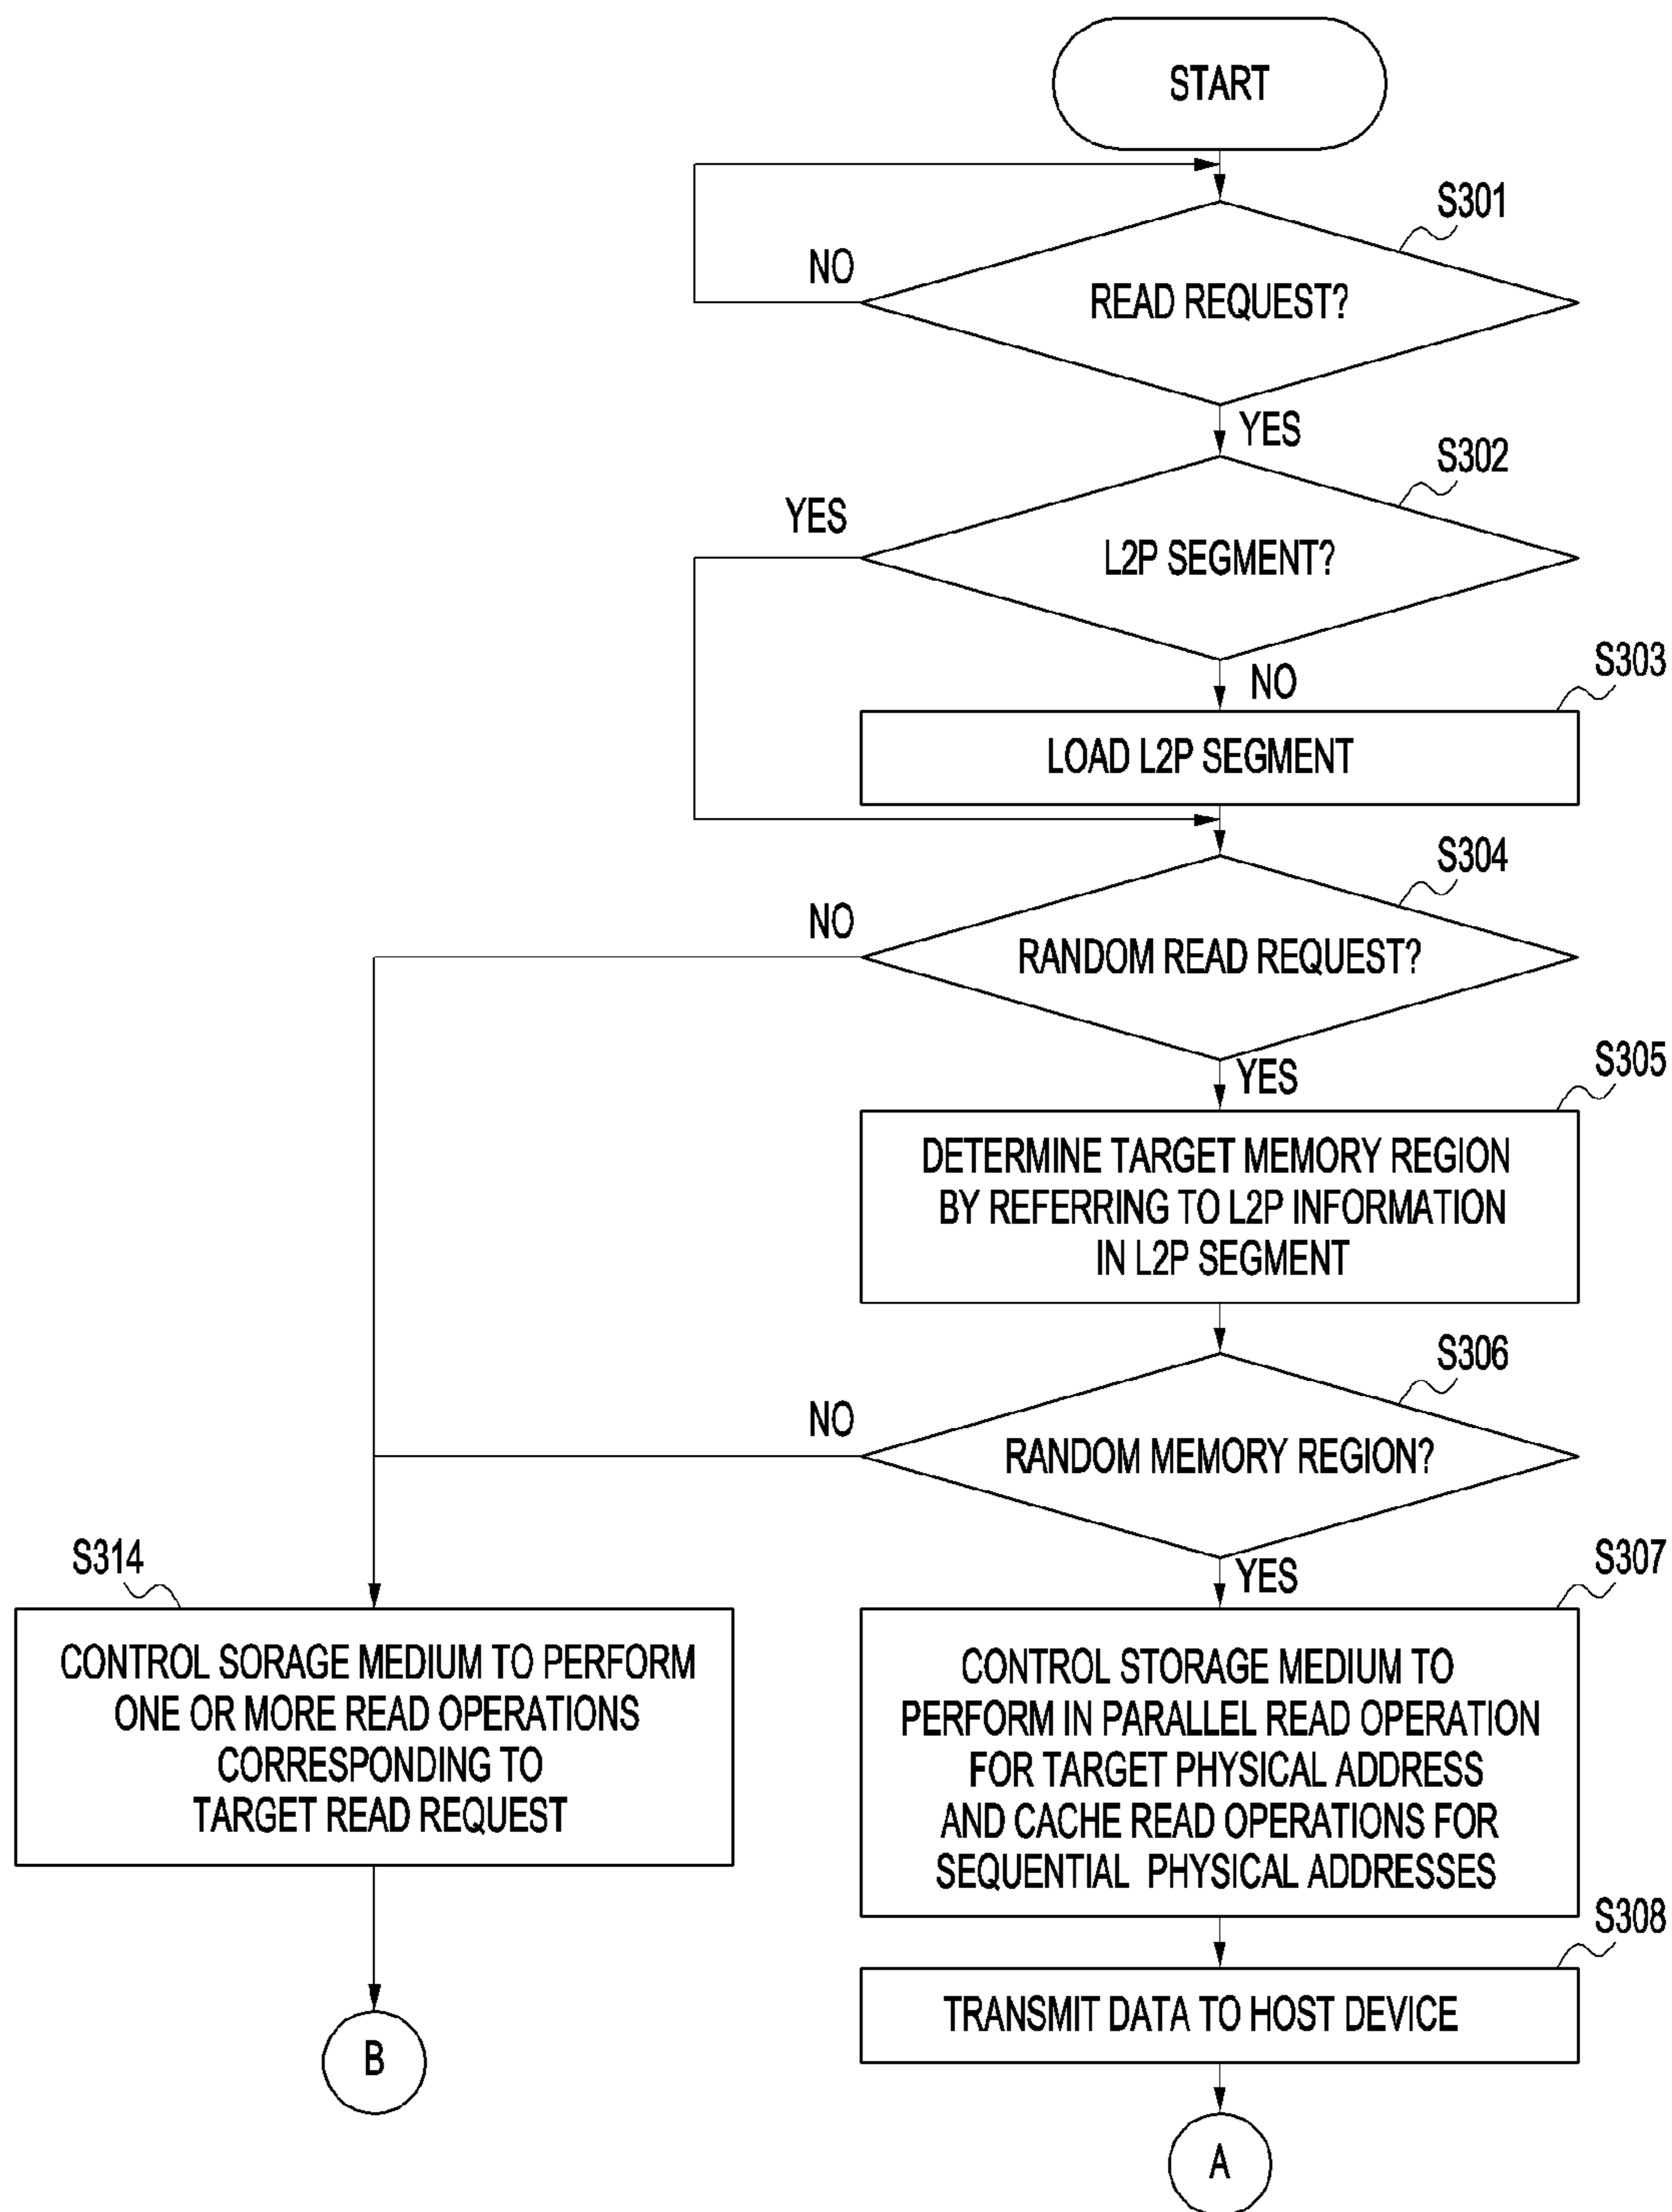 START
S301
NO
READ REQUEST?
YES
S302
YES
L2P SEGMENT?
NO
S303
LOAD L2P SEGMENT
S304
NO
RANDOM READ REQUEST?
YES
S305
DETERMINE TARGET MEMORY REGION
BY REFERRING TO L2P INFORMATION
IN L2P SEGMENT
S306
NO
RANDOM MEMORY REGION?
YES
S314
CONTROL SORAGE MEDIUM TO PERFORM
ONE OR MORE READ OPERATIONS
CORRESPONDING TO
TARGET READ REQUEST
B
S307
CONTROL STORAGE MEDIUM TO
PERFORM IN PARALLEL READ OPERATION
FOR TARGET PHYSICAL ADDRESS
AND CACHE READ OPERATIONS FOR
SEQUENTIAL PHYSICAL ADDRESSES
S308
TRANSMIT DATA TO HOST DEVICE
A